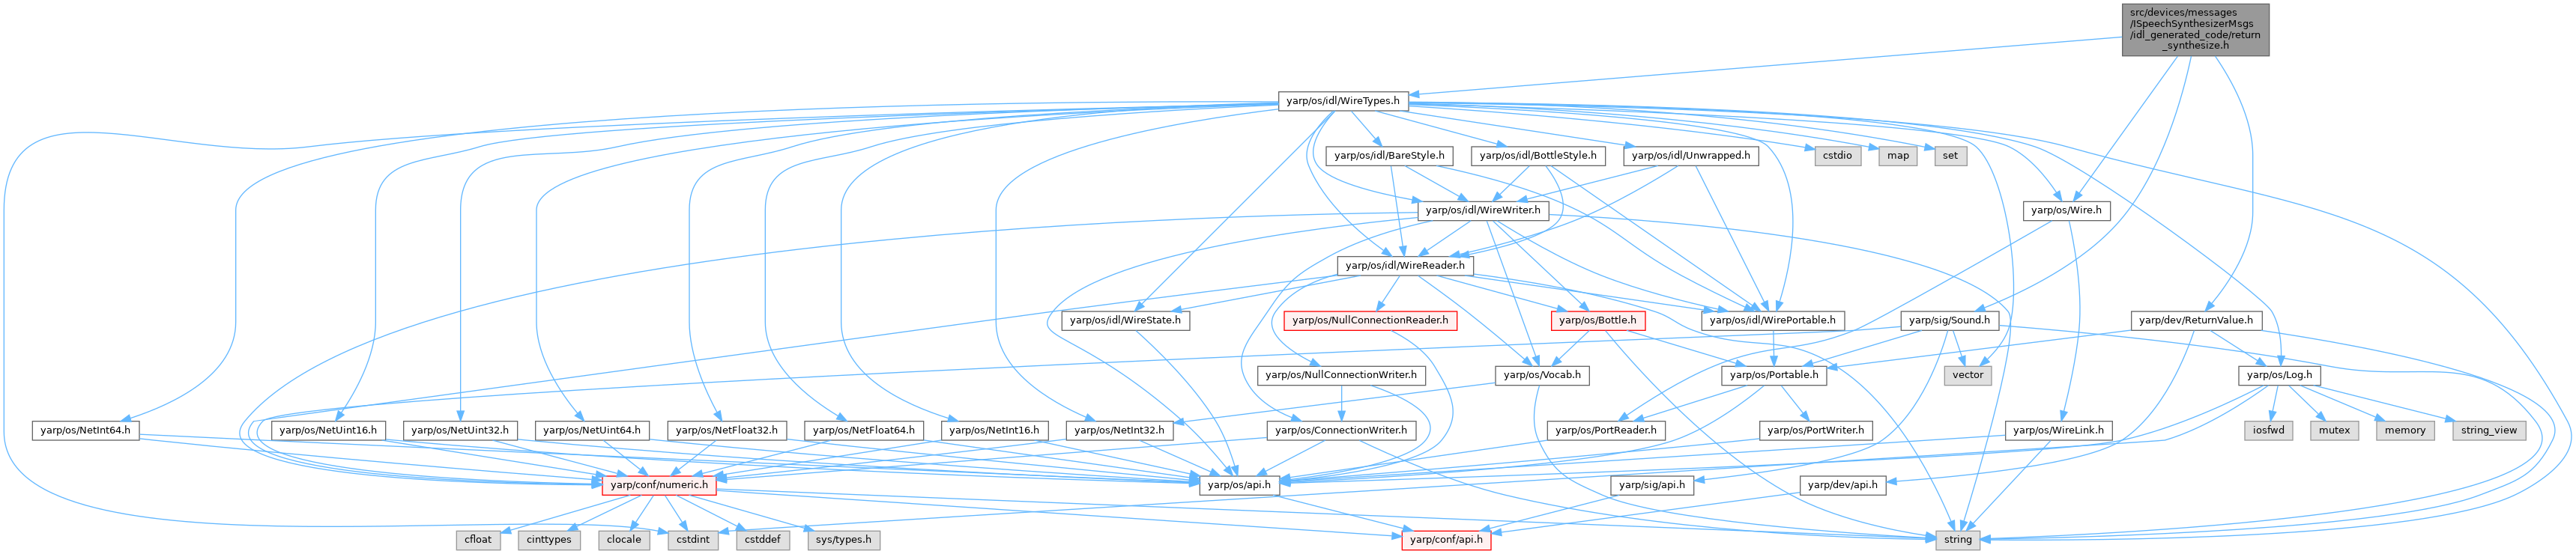 src/devices/messages
/ISpeechSynthesizerMsgs
/idl_generated_code/return
_synthesize.h
yarp/os/idl/WireTypes.h
yarp/os/idl/BareStyle.h
yarp/os/idl/BottleStyle.h
yarp/os/idl/Unwrapped.h
cstdio
map
set
yarp/os/idl/WireWriter.h
yarp/os/Wire.h
yarp/os/idl/WireReader.h
yarp/os/idl/WireState.h
yarp/os/NullConnectionReader.h
yarp/os/Bottle.h
yarp/os/idl/WirePortable.h
yarp/sig/Sound.h
yarp/dev/ReturnValue.h
yarp/os/NullConnectionWriter.h
yarp/os/Vocab.h
yarp/os/Portable.h
vector
yarp/os/Log.h
yarp/os/NetInt64.h
yarp/os/NetUint16.h
yarp/os/NetUint32.h
yarp/os/NetUint64.h
yarp/os/NetFloat32.h
yarp/os/NetFloat64.h
yarp/os/NetInt16.h
yarp/os/NetInt32.h
yarp/os/ConnectionWriter.h
yarp/os/PortReader.h
yarp/os/PortWriter.h
yarp/os/WireLink.h
iosfwd
mutex
memory
string_view
yarp/conf/numeric.h
yarp/os/api.h
yarp/sig/api.h
yarp/dev/api.h
cfloat
cinttypes
clocale
cstdint
cstddef
sys/types.h
yarp/conf/api.h
string